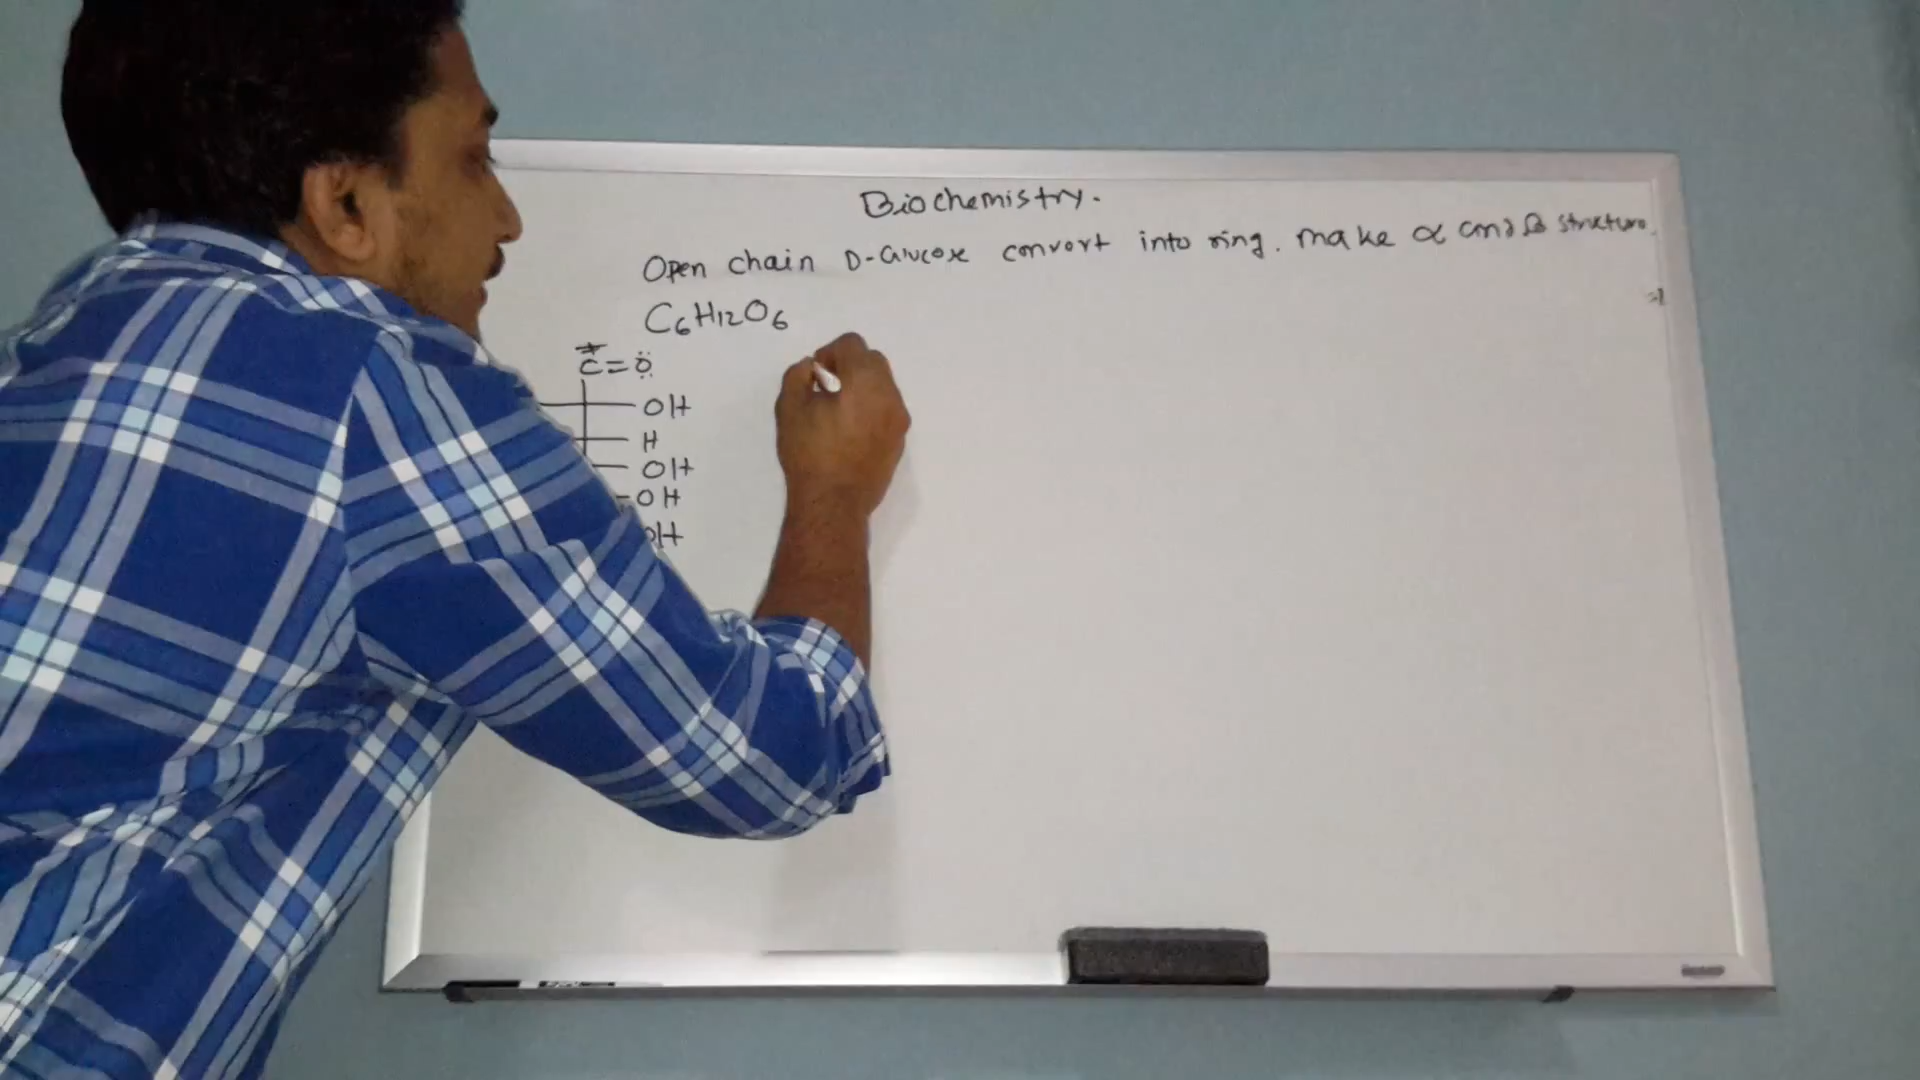 Biochemistry.
Open chain D-Glucose convert into ring. make α and β structure.
C6H12O6
C=O
OH
H
OH
OH
OH